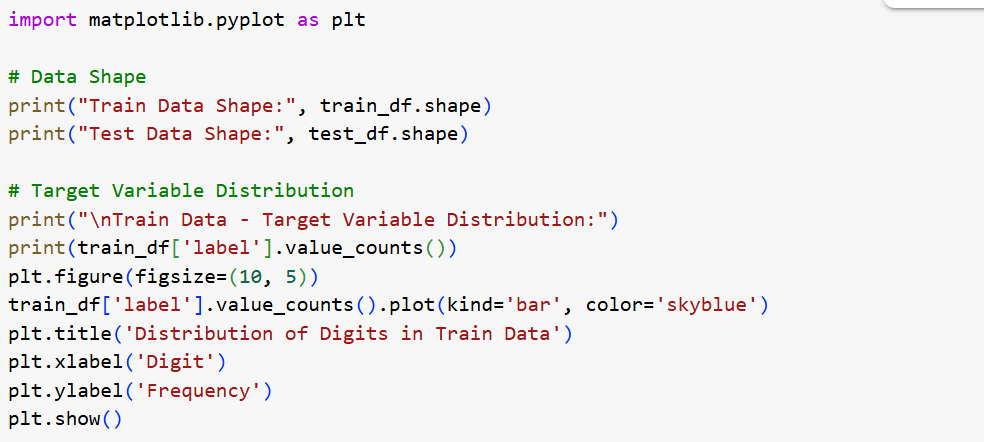 import matplotlib.pyplot as plt
# Data Shape
print("Train Data Shape:", train_df.shape)
print("Test Data Shape:", test_df.shape)
# Target Variable Distribution
print("\nTrain Data - Target Variable Distribution:")
print(train_df['label'].value_counts())
plt.figure(figsize=(10, 5))
train_df['label'].value_counts().plot(kind='bar', color='skyblue')
plt.title('Distribution of Digits in Train Data')
plt.xlabel('Digit')
plt.ylabel('Frequency')
plt.show()